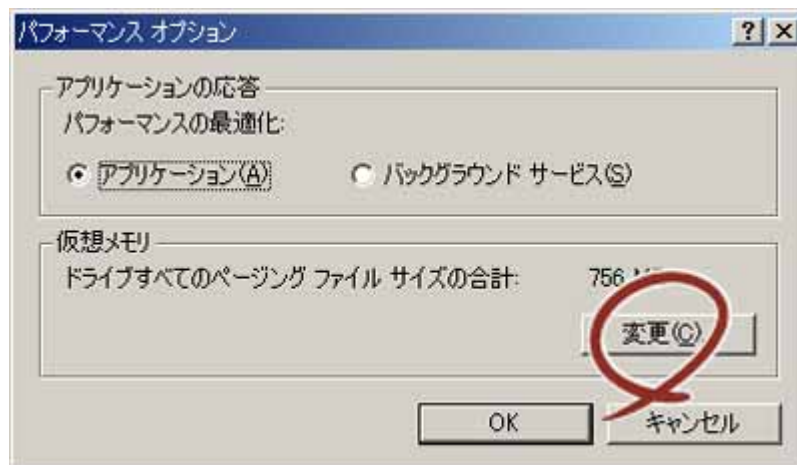 パフォーマンス オプション
アプリケーションの応答
パフォーマンスの最適化:
アプリケーション(A) バックグラウンド サービス(S)
仮想メモリ
ドライブすべてのページング ファイル サイズの合計: 756
変更(C)
OK キャンセル